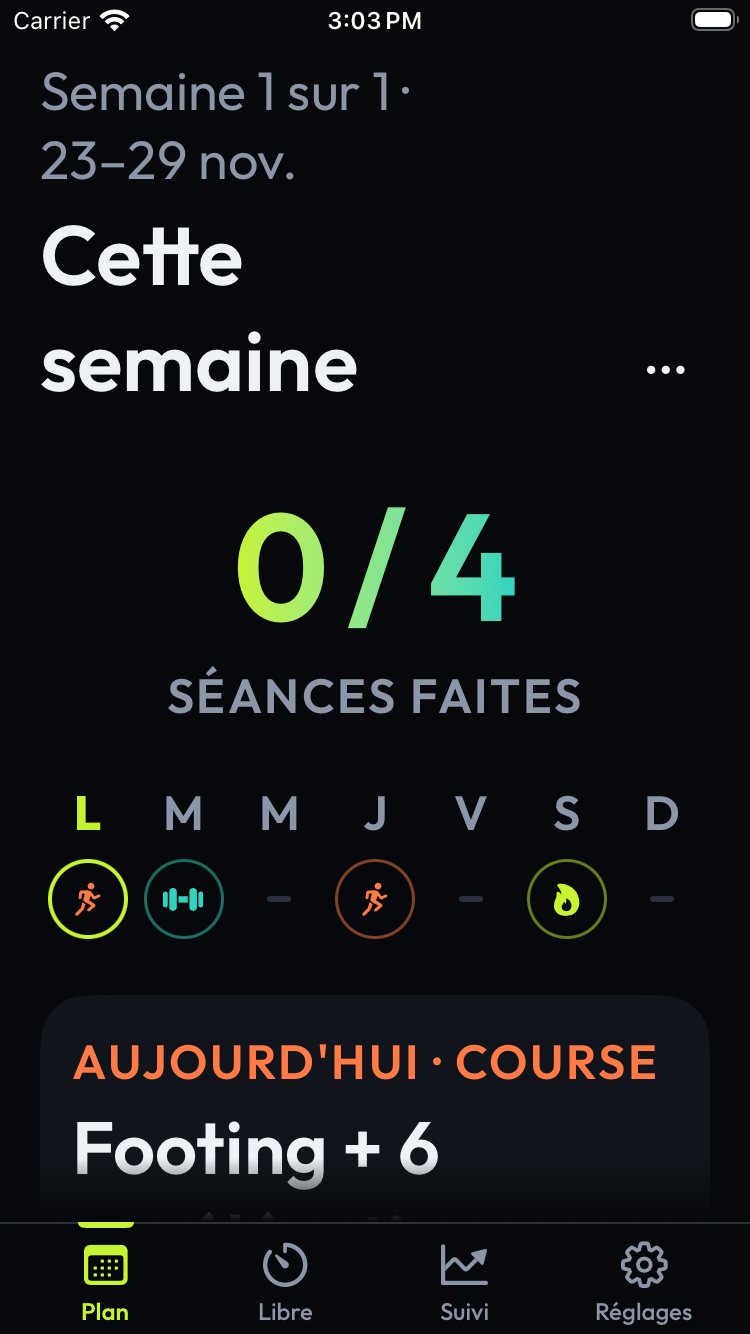 Carrier 3:03 PM
Semaine 1 sur 1 ·
23–29 nov.
Cette
semaine
0/4
SÉANCES FAITES
L M M J V S D
AUJOURD'HUI · COURSE
Footing + 6
Plan Libre Suivi Réglages